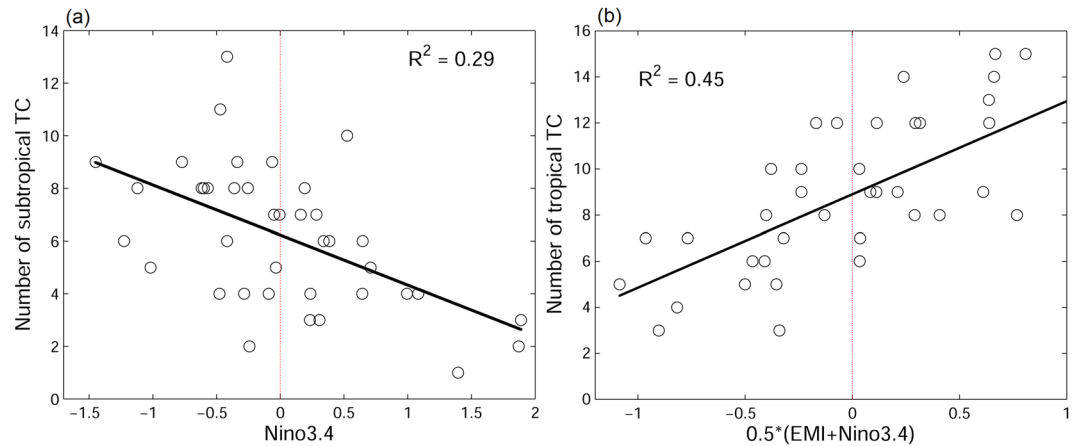 (a)
R² = 0.29
Number of subtropical TC
14
12
10
8
6
4
2
0
−1.5 −1 −0.5 0 0.5 1 1.5 2
Nino3.4
(b)
R² = 0.45
Number of tropical TC
16
14
12
10
8
6
4
2
0
−1 −0.5 0 0.5 1
0.5*(EMI+Nino3.4)